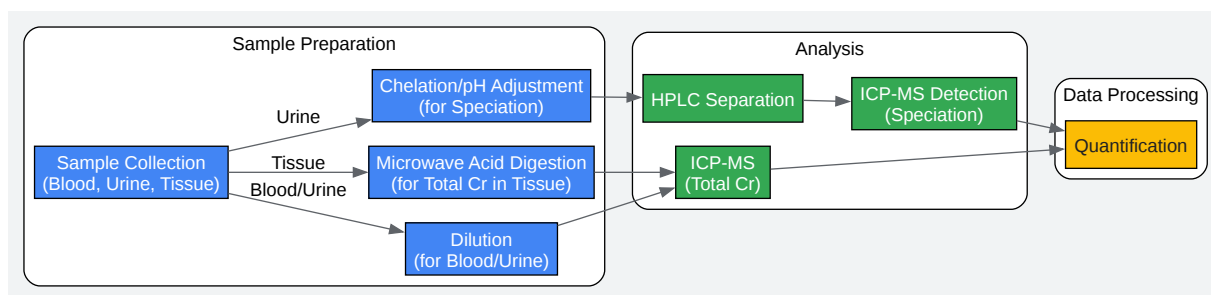 Sample Preparation
Analysis
Data Processing
Chelation/pH Adjustment
(for Speciation)
HPLC Separation
ICP-MS Detection
(Speciation)
Urine
Sample Collection
(Blood, Urine, Tissue)
Tissue
Blood/Urine
Microwave Acid Digestion
(for Total Cr in Tissue)
ICP-MS
(Total Cr)
Quantification
Dilution
(for Blood/Urine)